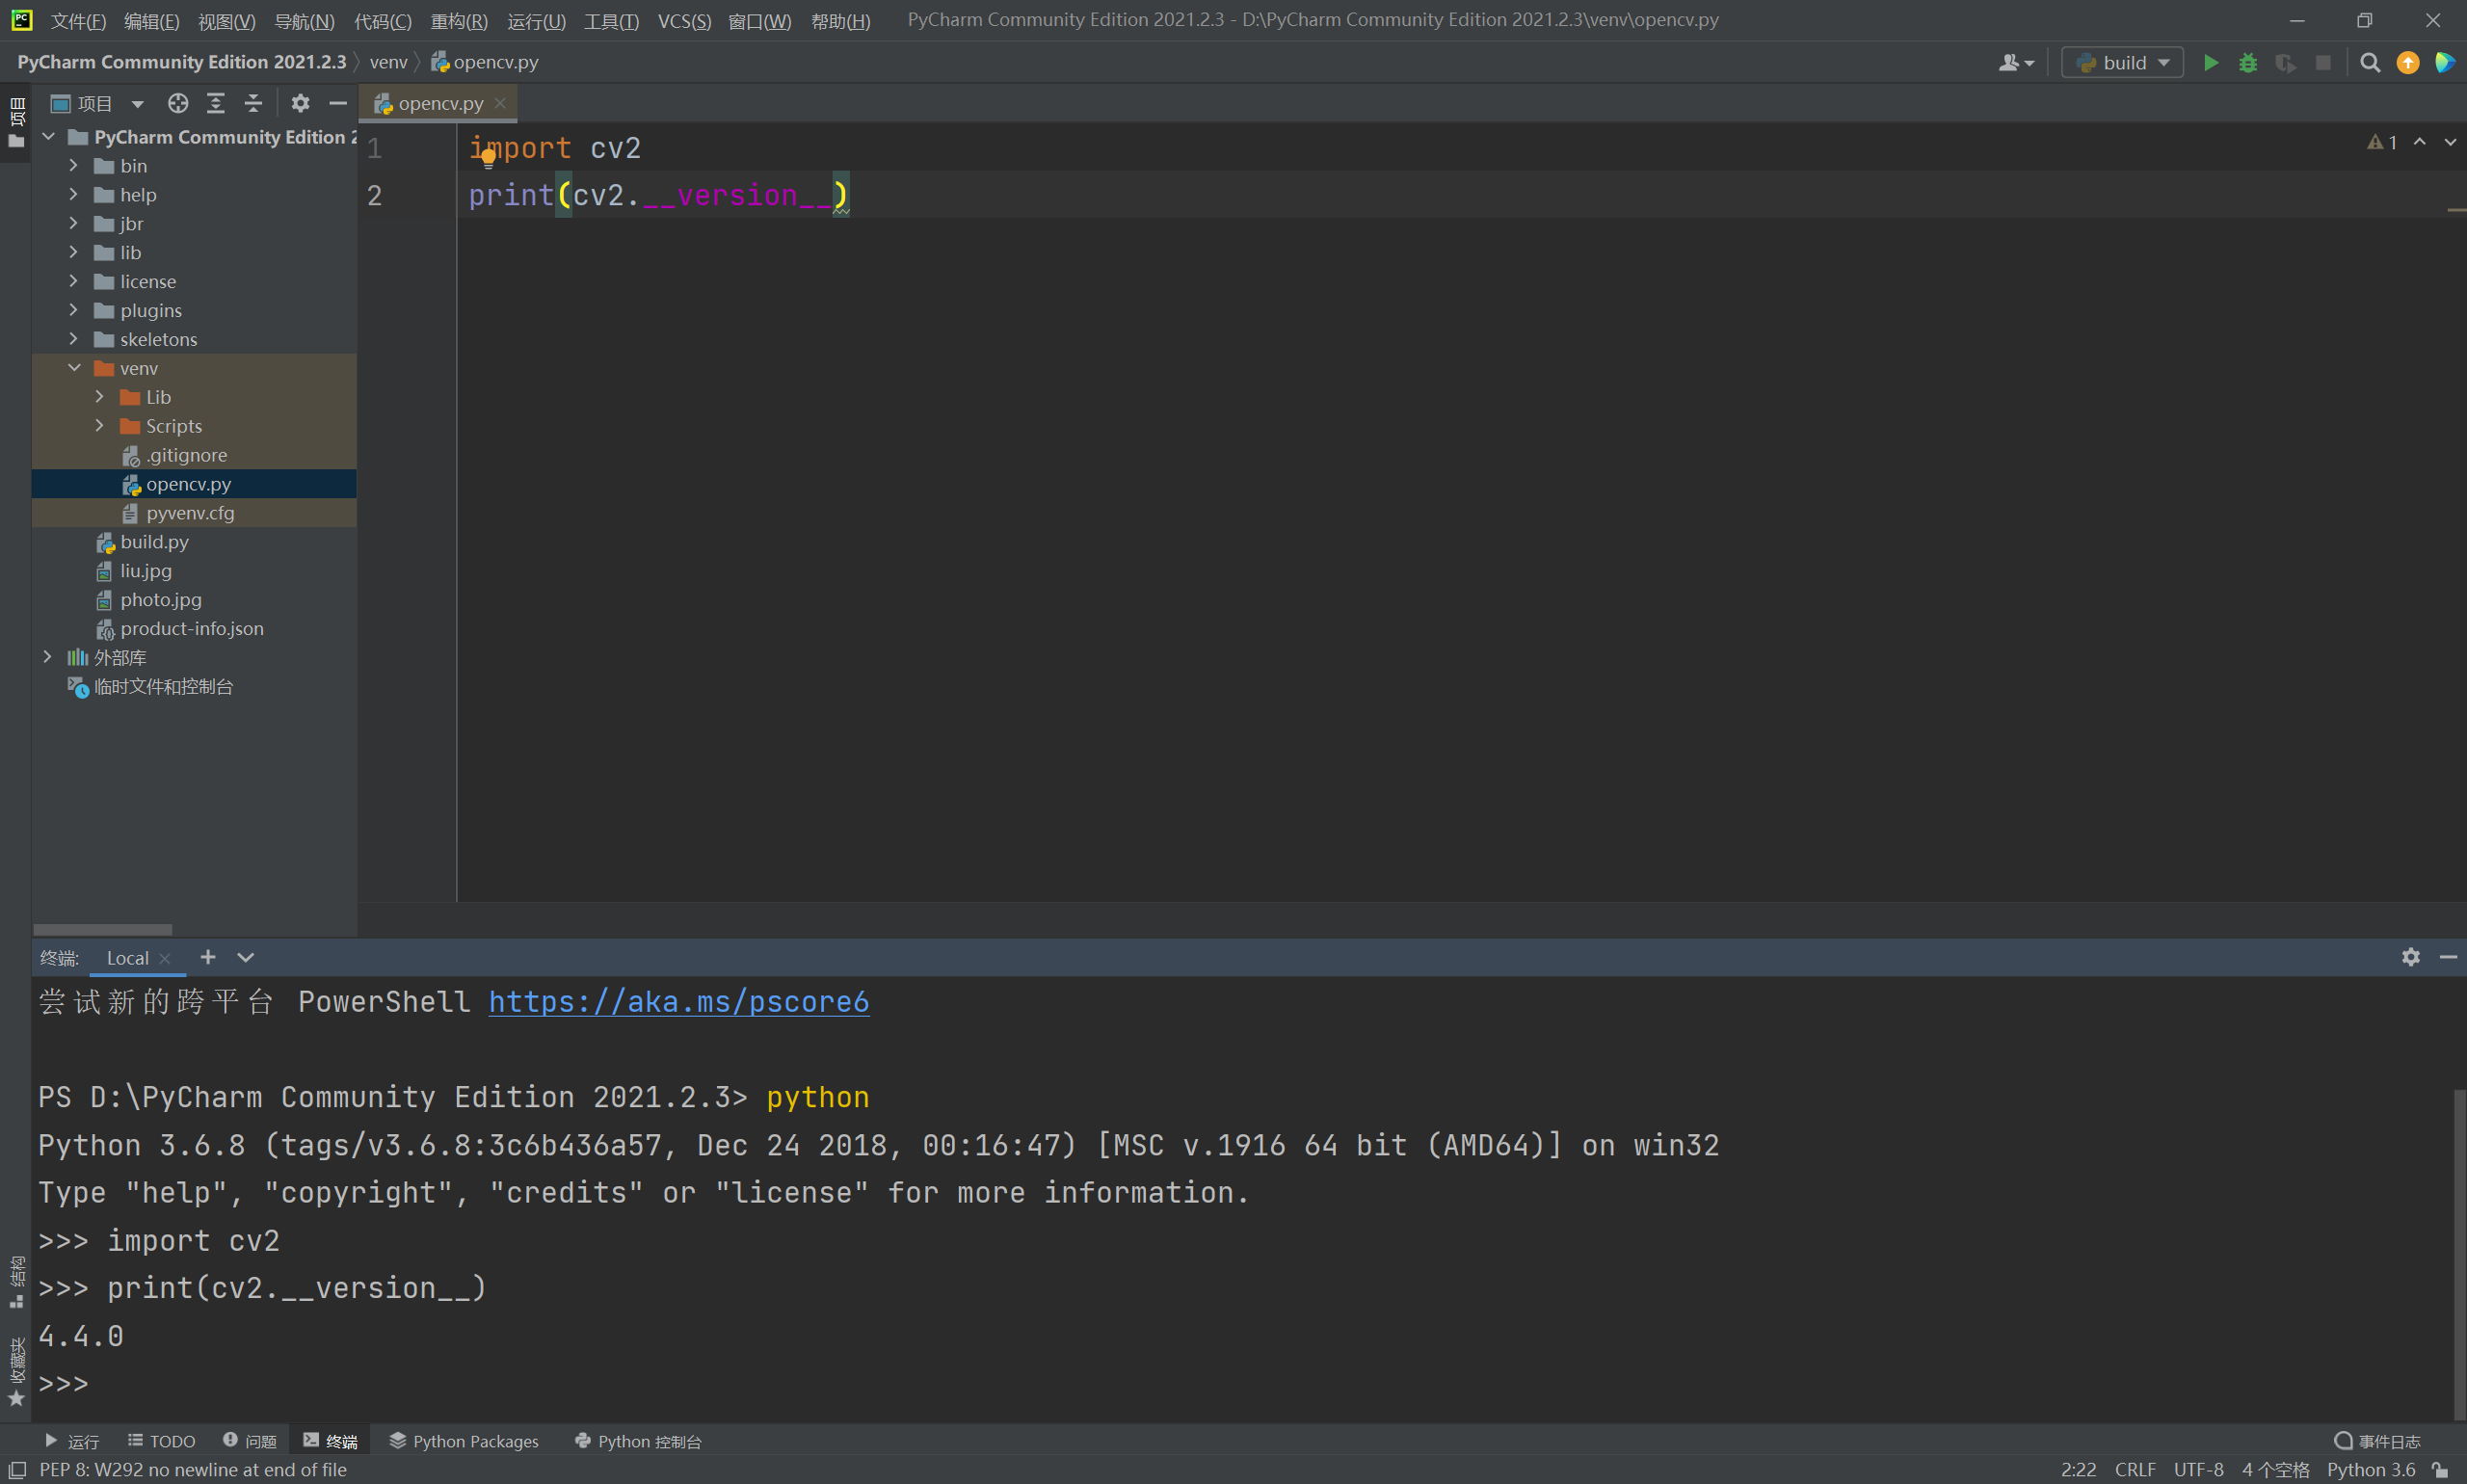 文件(F) 编辑(E) 视图(V) 导航(N) 代码(C) 重构(R) 运行(U) 工具(T) VCS(S) 窗口(W) 帮助(H) PyCharm Community Edition 2021.2.3 - D:\PyCharm Community Edition 2021.2.3\venv\opencv.py
PyCharm Community Edition 2021.2.3 venv opencv.py build
项目
项目
opencv.py
PyCharm Community Edition 2
bin
help
jbr
lib
license
plugins
skeletons
venv
Lib
Scripts
.gitignore
opencv.py
pyvenv.cfg
build.py
liu.jpg
photo.jpg
product-info.json
外部库
临时文件和控制台
1 import cv2
2 print(cv2.__version__)
1
终端: Local
尝试新的跨平台 PowerShell https://aka.ms/pscore6
PS D:\PyCharm Community Edition 2021.2.3> python
Python 3.6.8 (tags/v3.6.8:3c6b436a57, Dec 24 2018, 00:16:47) [MSC v.1916 64 bit (AMD64)] on win32
Type "help", "copyright", "credits" or "license" for more information.
>>> import cv2
>>> print(cv2.__version__)
4.4.0
>>>
结构
收藏夹
运行 TODO 问题 终端 Python Packages Python 控制台 事件日志
PEP 8: W292 no newline at end of file 2:22 CRLF UTF-8 4 个空格 Python 3.6